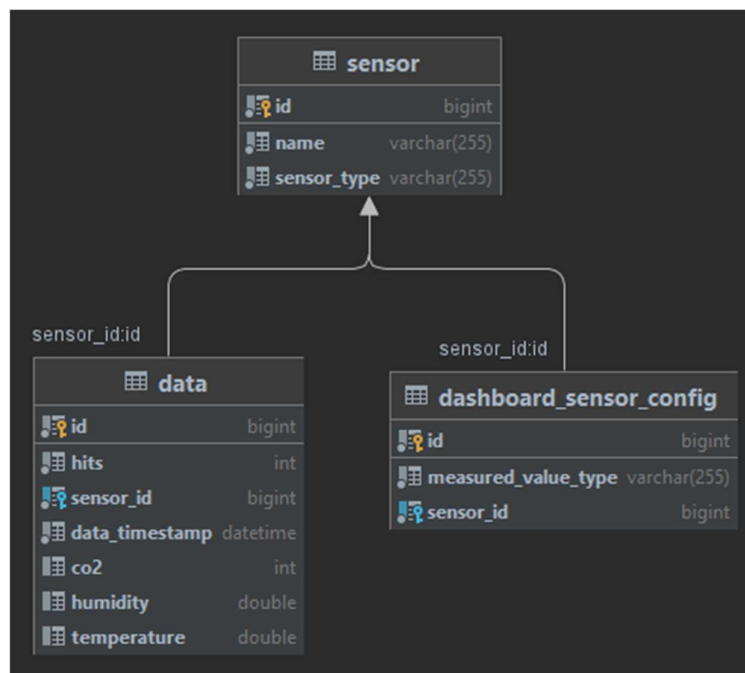 sensor
id bigint
name varchar(255)
sensor_type varchar(255)
sensor_id:id
data
id bigint
hits int
sensor_id bigint
data_timestamp datetime
co2 int
humidity double
temperature double
sensor_id:id
dashboard_sensor_config
id bigint
measured_value_type varchar(255)
sensor_id bigint